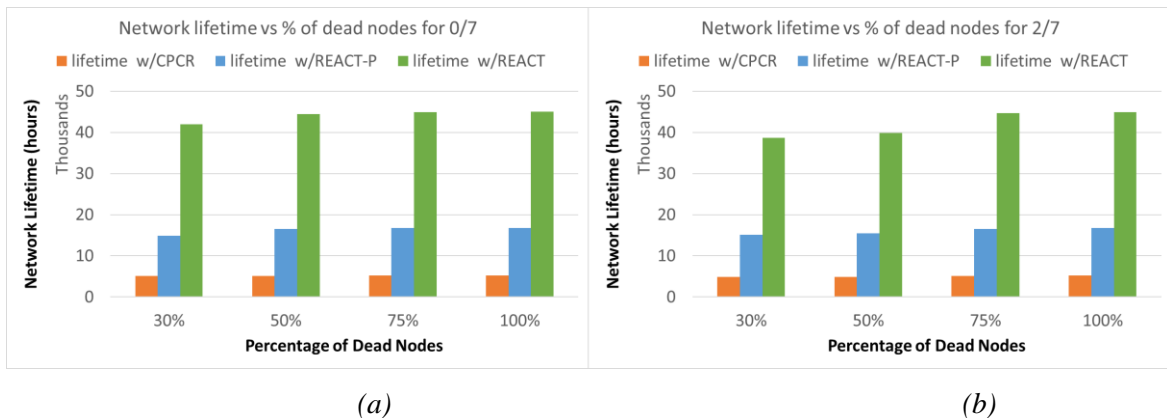 Network lifetime vs % of dead nodes for 0/7
lifetime w/CPCR lifetime w/REACT-P lifetime w/REACT
Network Lifetime (hours)
Thousands
50
40
30
20
10
0
30% 50% 75% 100%
Percentage of Dead Nodes
(a)
Network lifetime vs % of dead nodes for 2/7
lifetime w/CPCR lifetime w/REACT-P lifetime w/REACT
Network Lifetime (hours)
Thousands
50
40
30
20
10
0
30% 50% 75% 100%
Percentage of Dead Nodes
(b)